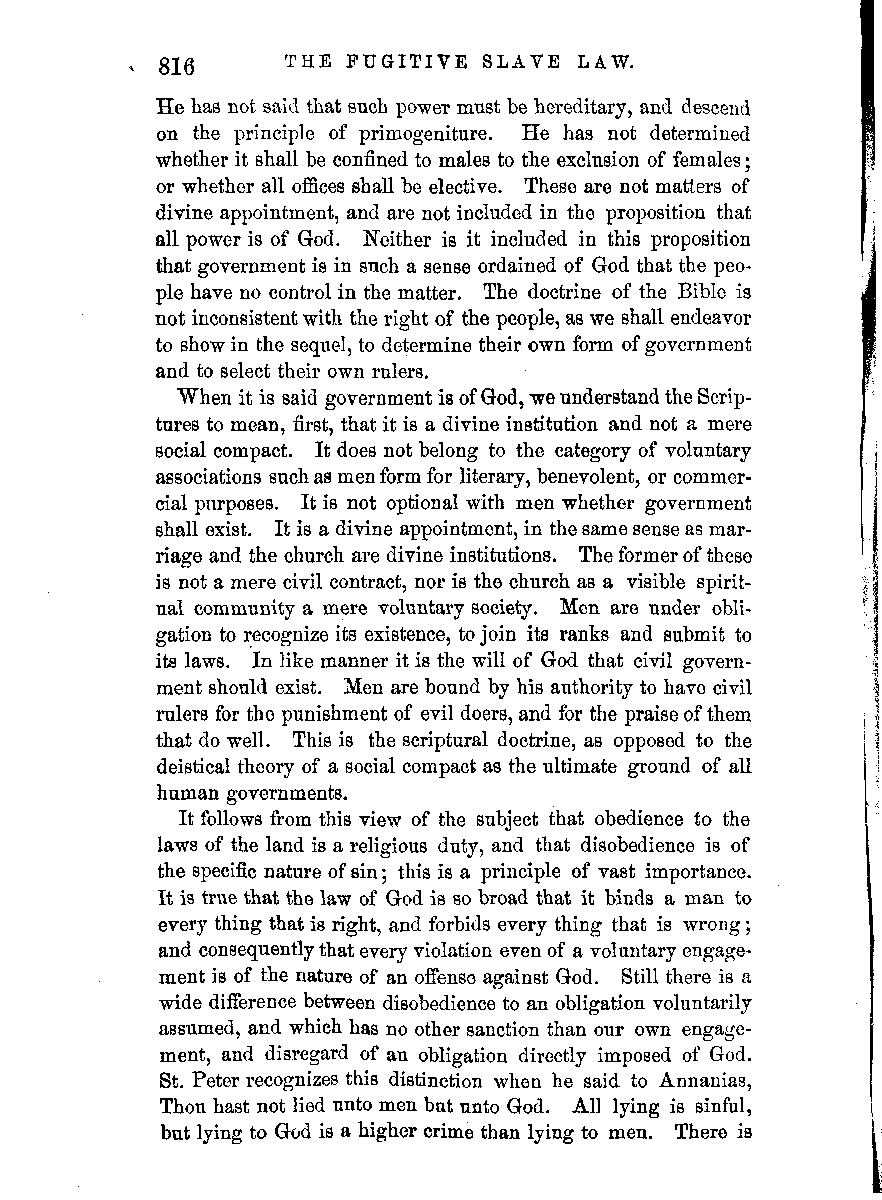 816 THE FUGITIVE SLAVE LAW.
He has not said that such power must be hereditary, and descend
on the principle of primogeniture. He has not determined
whether it shall be confined to males to the exclusion of females;
or whether all offices shall be elective. These are not matters of
divine appointment, and are not included in the proposition that
all power is of God. Neither is it included in this proposition
that government is in such a sense ordained of God that the peo-
ple have no control in the matter. The doctrine of the Bible is
not inconsistent with the right of the people, as we shall endeavor
to show in the sequel, to determine their own form of government
and to select their own rulers.
When it is said government is of God, we understand the Scrip-
tures to mean, first, that it is a divine institution and not a mere
social compact. It does not belong to the category of voluntary
associations such as men form for literary, benevolent, or commer-
cial purposes. It is not optional with men whether government
shall exist. It is a divine appointment, in the same sense as mar-
riage and the church are divine institutions. The former of these
is not a mere civil contract, nor is the church as a visible spirit-
ual community a mere voluntary society. Men are under obli-
gation to recognize its existence, to join its ranks and submit to
its laws. In like manner it is the will of God that civil govern-
ment should exist. Men are bound by his authority to have civil
rulers for the punishment of evil doers, and for the praise of them
that do well. This is the scriptural doctrine, as opposed to the
deistical theory of a social compact as the ultimate ground of all
human governments.
It follows from this view of the subject that obedience to the
laws of the land is a religious duty, and that disobedience is of
the specific nature of sin; this is a principle of vast importance.
It is true that the law of God is so broad that it binds a man to
every thing that is right, and forbids every thing that is wrong;
and consequently that every violation even of a voluntary engage-
ment is of the nature of an offense against God. Still there is a
wide difference between disobedience to an obligation voluntarily
assumed, and which has no other sanction than our own engage-
ment, and disregard of an obligation directly imposed of God.
St. Peter recognizes this distinction when he said to Annanias,
Thou hast not lied unto men but unto God. All lying is sinful,
but lying to God is a higher crime than lying to men. There is